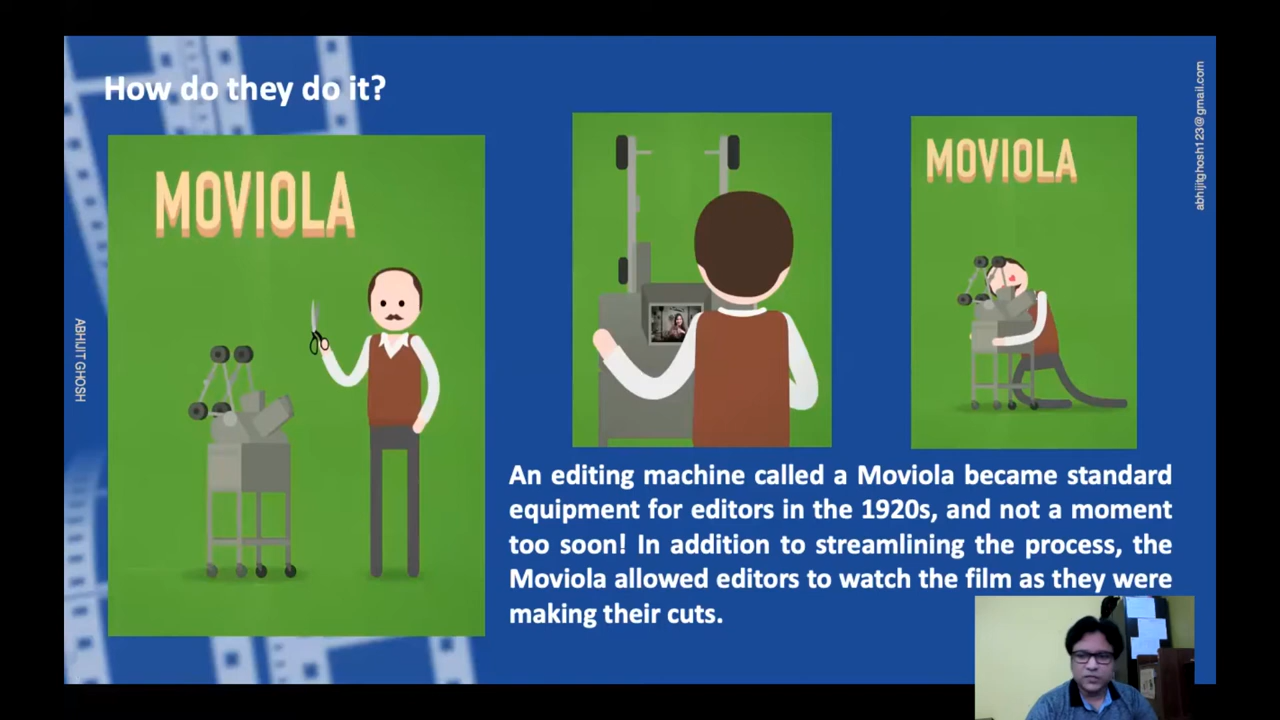 How do they do it?
MOVIOLA
MOVIOLA
An editing machine called a Moviola became standard
equipment for editors in the 1920s, and not a moment
too soon! In addition to streamlining the process, the
Moviola allowed editors to watch the film as they were
making their cuts.
ABHIJIT GHOSH
abhijitghosh123@gmail.com